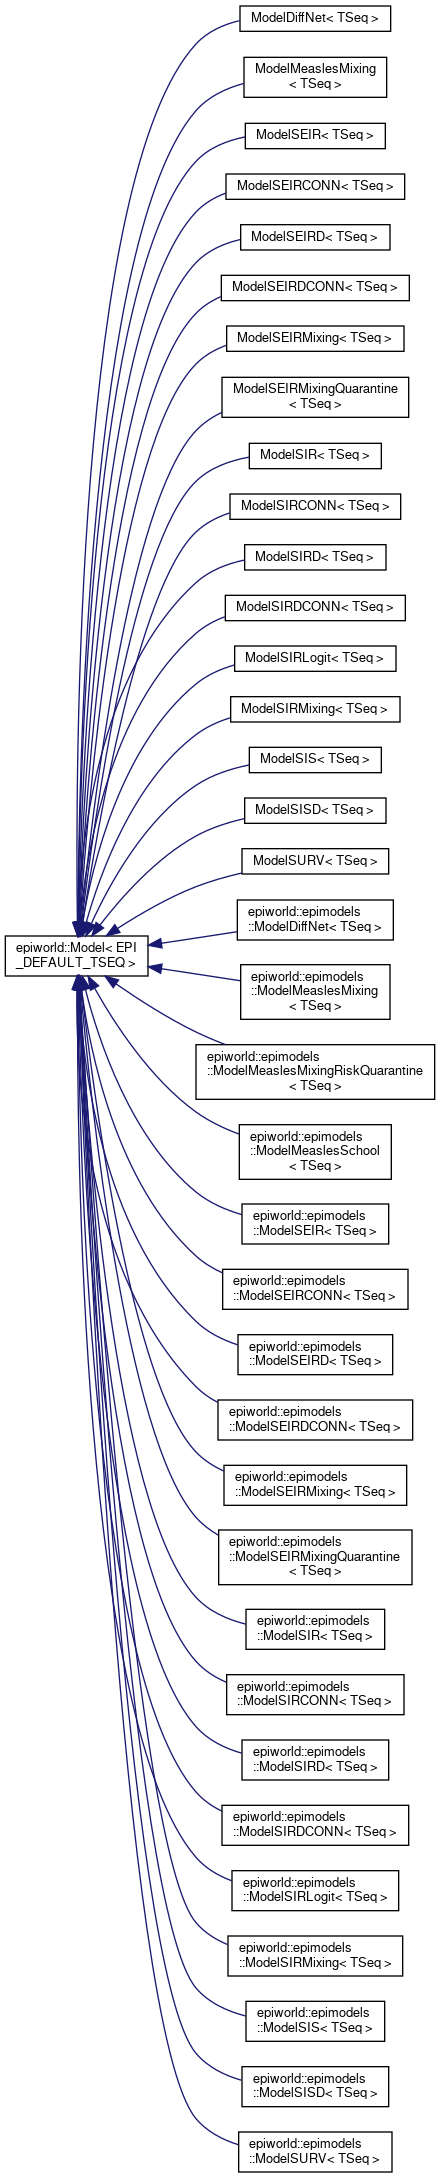 ModelDiffNet< TSeq >
ModelMeaslesMixing
< TSeq >
ModelSEIR< TSeq >
ModelSEIRCONN< TSeq >
ModelSEIRD< TSeq >
ModelSEIRDCONN< TSeq >
ModelSEIRMixing< TSeq >
ModelSEIRMixingQuarantine
< TSeq >
ModelSIR< TSeq >
ModelSIRCONN< TSeq >
ModelSIRD< TSeq >
ModelSIRDCONN< TSeq >
ModelSIRLogit< TSeq >
ModelSIRMixing< TSeq >
ModelSIS< TSeq >
ModelSISD< TSeq >
ModelSURV< TSeq >
epiworld::Model< EPI
_DEFAULT_TSEQ >
epiworld::epimodels
::ModelDiffNet< TSeq >
epiworld::epimodels
::ModelMeaslesMixing
< TSeq >
epiworld::epimodels
::ModelMeaslesMixingRiskQuarantine
< TSeq >
epiworld::epimodels
::ModelMeaslesSchool
< TSeq >
epiworld::epimodels
::ModelSEIR< TSeq >
epiworld::epimodels
::ModelSEIRCONN< TSeq >
epiworld::epimodels
::ModelSEIRD< TSeq >
epiworld::epimodels
::ModelSEIRDCONN< TSeq >
epiworld::epimodels
::ModelSEIRMixing< TSeq >
epiworld::epimodels
::ModelSEIRMixingQuarantine
< TSeq >
epiworld::epimodels
::ModelSIR< TSeq >
epiworld::epimodels
::ModelSIRCONN< TSeq >
epiworld::epimodels
::ModelSIRD< TSeq >
epiworld::epimodels
::ModelSIRDCONN< TSeq >
epiworld::epimodels
::ModelSIRLogit< TSeq >
epiworld::epimodels
::ModelSIRMixing< TSeq >
epiworld::epimodels
::ModelSIS< TSeq >
epiworld::epimodels
::ModelSISD< TSeq >
epiworld::epimodels
::ModelSURV< TSeq >